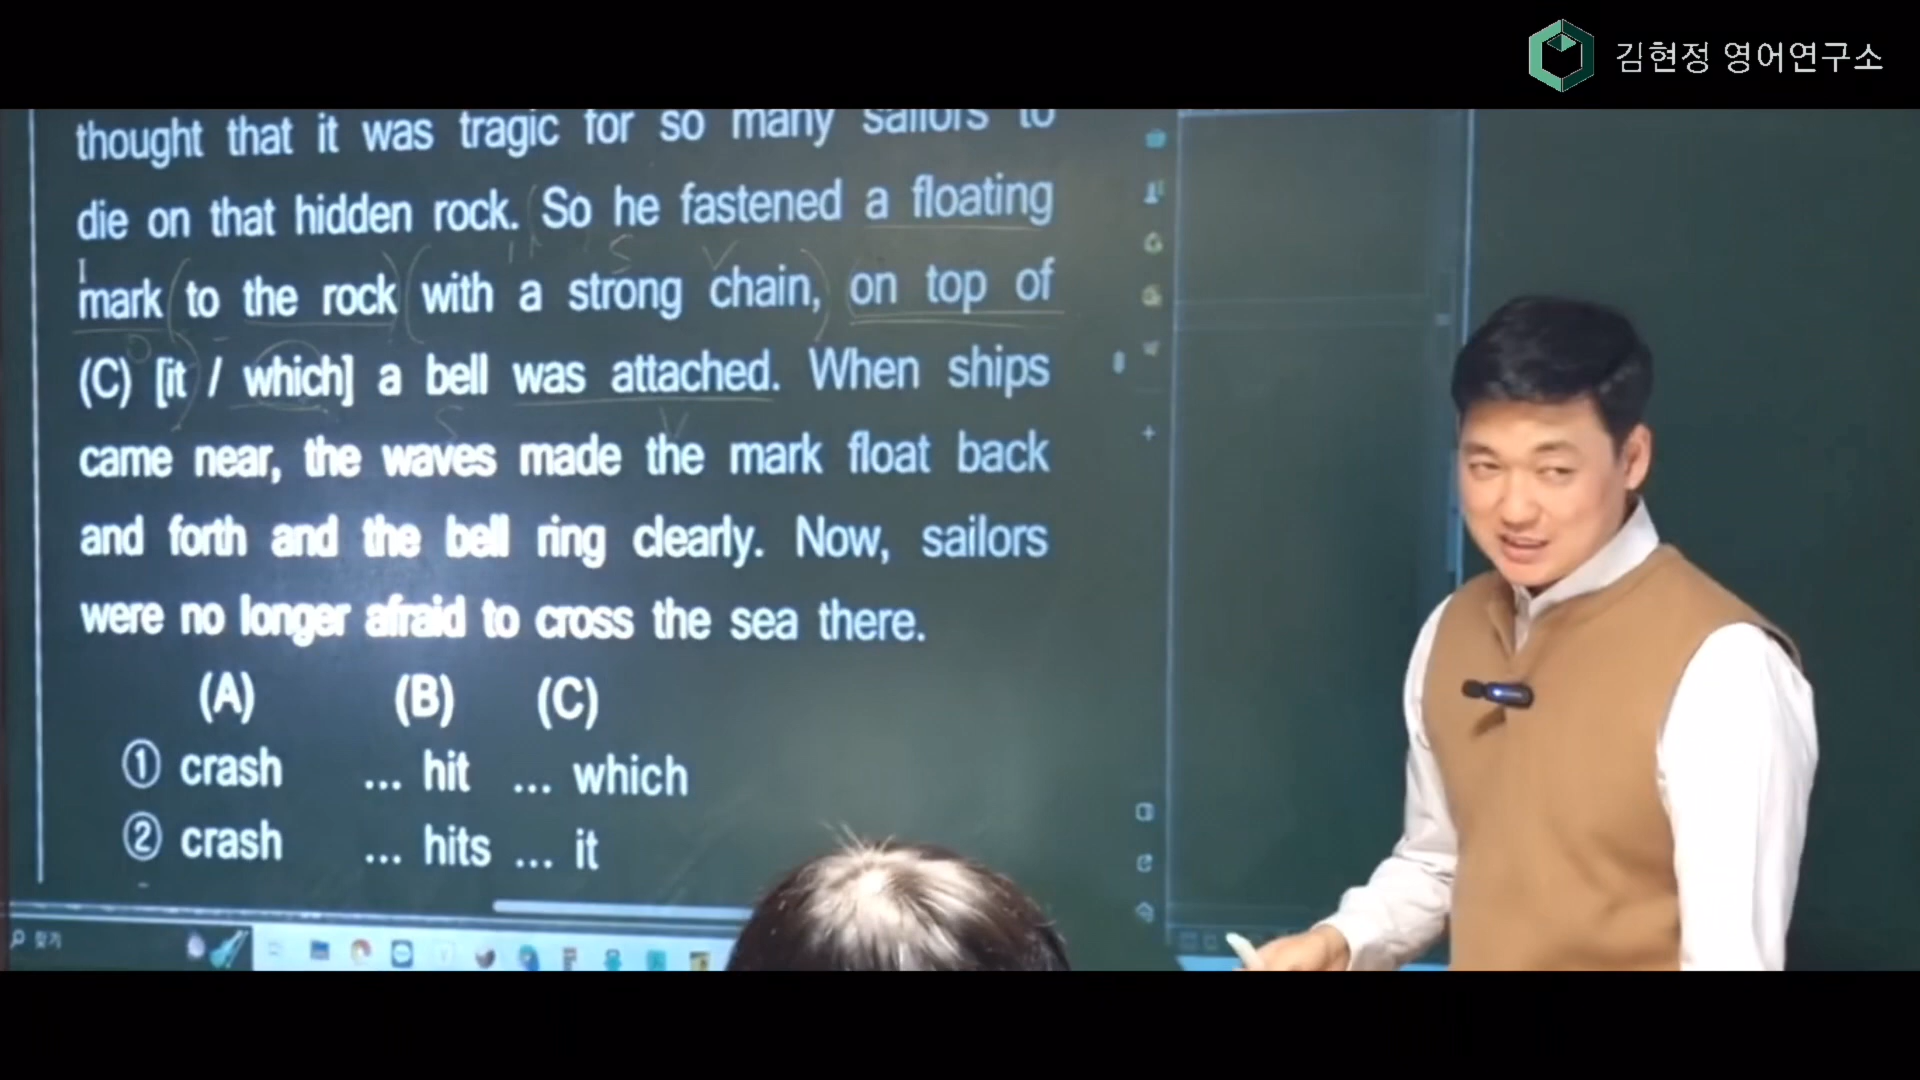 김현정 영어연구소
thought that it was tragic for so many sailors to
die on that hidden rock. So he fastened a floating
mark to the rock with a strong chain, on top of
(C) [it / which] a bell was attached. When ships
came near, the waves made the mark float back
and forth and the bell ring clearly. Now, sailors
were no longer afraid to cross the sea there.
(A) (B) (C)
① crash ... hit ... which
② crash ... hits ... it
찾기